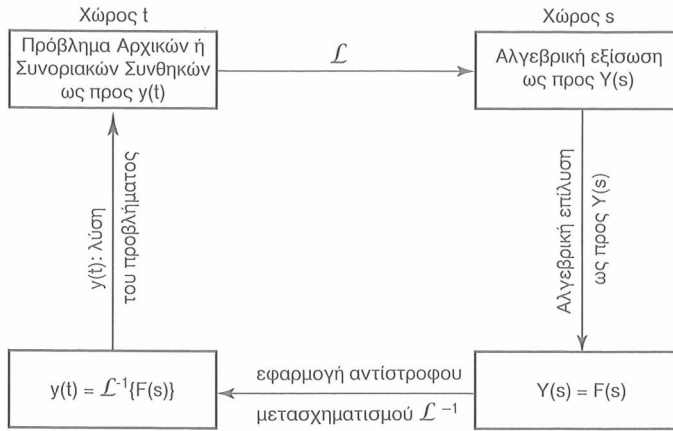 Χώρος t
Χώρος s
Πρόβλημα Αρχικών ή
Συνοριακών Συνθηκών
ως προς y(t)
ℒ
Αλγεβρική εξίσωση
ως προς Y(s)
Αλγεβρική επίλυση
ως προς Y(s)
Y(s) = F(s)
εφαρμογή αντίστροφου
μετασχηματισμού ℒ⁻¹
y(t) = ℒ⁻¹{F(s)}
y(t): λύση
του προβλήματος